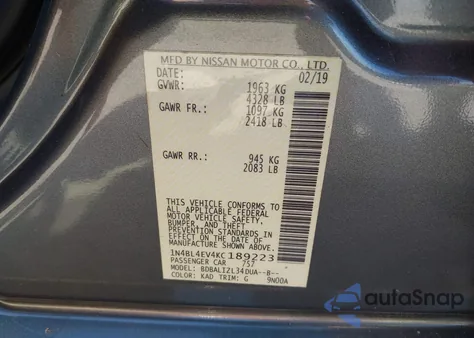 MFD BY NISSAN MOTOR CO., LTD.
DATE: 02/19
GVWR: 1963 KG
4328 LB
GAWR FR.: 1097 KG
2418 LB
GAWR RR.: 945 KG
2083 LB
THIS VEHICLE CONFORMS TO
ALL APPLICABLE FEDERAL
MOTOR VEHICLE SAFETY,
BUMPER, AND THEFT
PREVENTION STANDARDS IN
EFFECT ON THE DATE OF
MANUFACTURE SHOWN ABOVE.
1N4BL4EV4KC189223
PASSENGER CAR 757
MODEL: BDBALIZL34DUA--B--
COLOR: KAD TRIM: G 9N00A
autoSnap